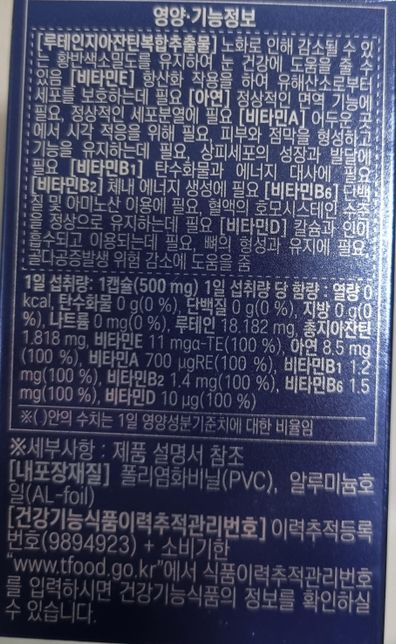 영양·기능정보
[루테인지아잔틴복합추출물] 노화로 인해 감소될 수 있
는 황반색소밀도를 유지하여 눈 건강에 도움을 줄 수
있음 [비타민E] 항산화 작용을 하여 유해산소로부터
세포를 보호하는데 필요 [아연] 정상적인 면역 기능에
필요, 정상적인 세포분열에 필요 [비타민A] 어두운 곳
에서 시각 적응을 위해 필요, 피부와 점막을 형성하고
기능을 유지하는데 필요, 상피세포의 성장과 발달에
필요 [비타민B₁] 탄수화물과 에너지 대사에 필요
[비타민B₂] 체내 에너지 생성에 필요 [비타민B₆] 단백
질 및 아미노산 이용에 필요, 혈액의 호모시스테인 수준
을 정상으로 유지하는데 필요 [비타민D] 칼슘과 인이
흡수되고 이용되는데 필요, 뼈의 형성과 유지에 필요,
골다공증발생 위험 감소에 도움을 줌
1일 섭취량: 1캡슐(500 mg) 1일 섭취량 당 함량 : 열량 0
kcal, 탄수화물 0 g(0 %), 단백질 0 g(0 %), 지방 0 g(0
%), 나트륨 0 mg(0 %), 루테인 18.182 mg, 총지아잔틴
1.818 mg, 비타민E 11 mgα-TE(100 %), 아연 8.5 mg
(100 %), 비타민A 700 μgRE(100 %), 비타민B₁ 1.2
mg(100 %), 비타민B₂ 1.4 mg(100 %), 비타민B₆ 1.5
mg(100 %), 비타민D 10 μg(100 %)
※( )안의 수치는 1일 영양성분기준치에 대한 비율임
※세부사항 : 제품 설명서 참조
[내포장재질] 폴리염화비닐(PVC), 알루미늄호
일(AL-foil)
[건강기능식품이력추적관리번호] 이력추적등록
번호(9894923) + 소비기한
"www.tfood.go.kr"에서 식품이력추적관리번호
를 입력하시면 건강기능식품의 정보를 확인하실
수 있습니다.